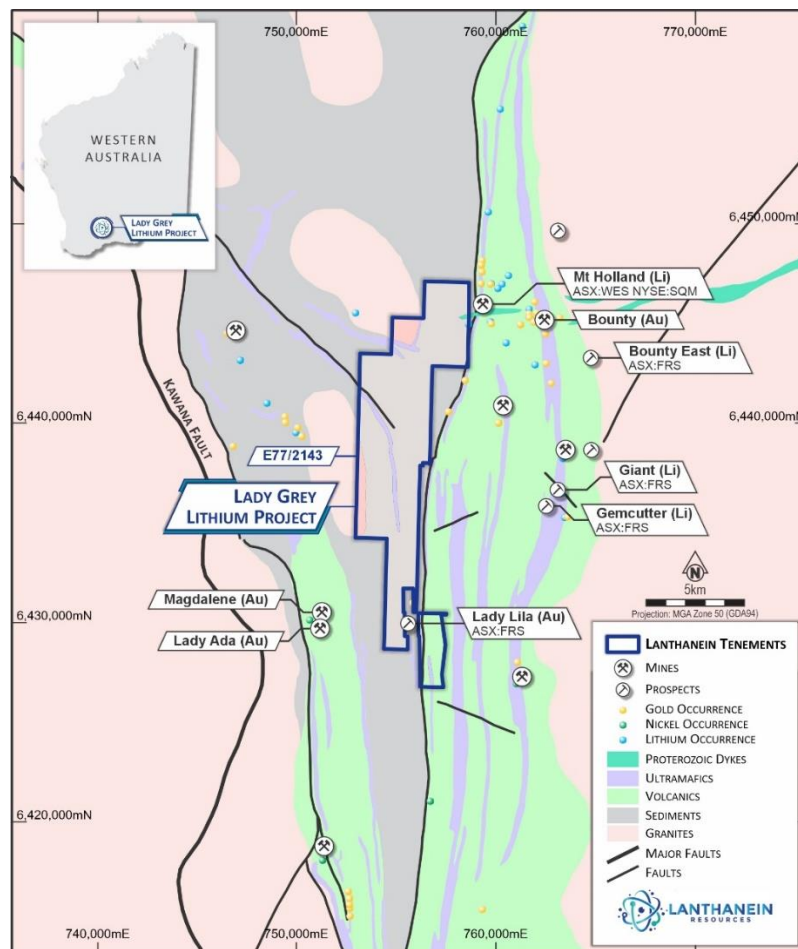 750,000mE
760,000mE
770,000mE
WESTERN
AUSTRALIA
LADY GREY
LITHIUM PROJECT
6,450,000mN
Mt Holland (Li)
ASX:WES NYSE:SQM
Bounty (Au)
Bounty East (Li)
ASX:FRS
KAWANA FAULT
6,440,000mN
6,440,000mN
E77/2143
LADY GREY
LITHIUM PROJECT
Giant (Li)
ASX:FRS
Gemcutter (Li)
ASX:FRS
N
5km
Projection: MGA Zone 50 (GDA94)
Magdalene (Au)
6,430,000mN
Lady Ada (Au)
Lady Lila (Au)
ASX:FRS
LANTHANEIN TENEMENTS
MINES
PROSPECTS
GOLD OCCURRENCE
NICKEL OCCURRENCE
LITHIUM OCCURRENCE
PROTEROZOIC DYKES
ULTRAMAFICS
VOLCANICS
SEDIMENTS
GRANITES
MAJOR FAULTS
FAULTS
LANTHANEIN
RESOURCES
6,420,000mN
740,000mE
750,000mE
760,000mE